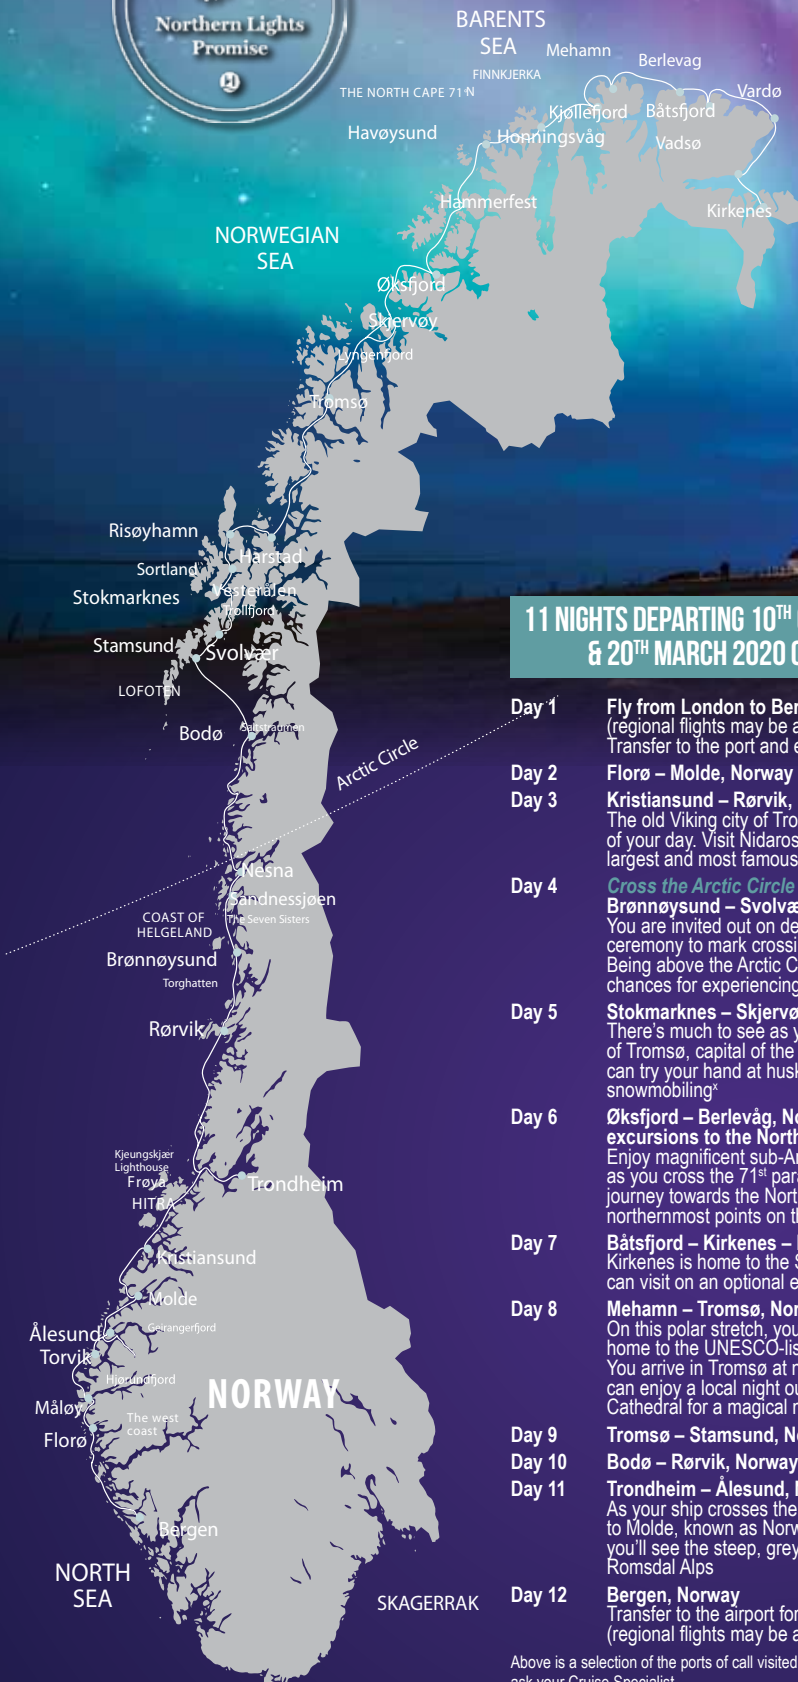 Northern Lights
Promise
BARENTS
SEA
Mehamn
Berlevag
FINNKJERKA
THE NORTH CAPE 71°N
Vardø
Kjøllefjord
Båtsfjord
Havøysund
Honningsvåg
Vadsø
Hammerfest
Kirkenes
NORWEGIAN
SEA
Øksfjord
Skjervøy
Lyngenfjord
Tromsø
Risøyhamn
Harstad
Sortland
Vesterålen
Stokmarknes
Trollfjord
Stamsund
Svolvær
LOFOTEN
Saltstraumen
Bodø
Arctic Circle
Nesna
Sandnessjøen
The Seven Sisters
COAST OF
HELGELAND
Brønnøysund
Torghatten
Rørvik
Kjeungskjær
Lighthouse
Frøya
Trondheim
HITRA
Kristiansund
Molde
Geirangerfjord
Ålesund
Torvik
Hjørundfjord
NORWAY
Måløy
The west
coast
Florø
Bergen
NORTH
SEA
SKAGERRAK
11 NIGHTS DEPARTING 10TH
& 20TH MARCH 2020
Day 1 Fly from London to Ber
(regional flights may be a
Transfer to the port and e
Day 2 Florø – Molde, Norway
Day 3 Kristiansund – Rørvik,
The old Viking city of Tro
of your day. Visit Nidaros
largest and most famous
Day 4 Cross the Arctic Circle
Brønnøysund – Svolvæ
You are invited out on de
ceremony to mark crossi
Being above the Arctic C
chances for experiencing
Day 5 Stokmarknes – Skjervø
There's much to see as y
of Tromsø, capital of the
can try your hand at husk
snowmobilingx
Day 6 Øksfjord – Berlevåg, No
excursions to the North
Enjoy magnificent sub-Ar
as you cross the 71st para
journey towards the Nort
northernmost points on th
Day 7 Båtsfjord – Kirkenes –
Kirkenes is home to the S
can visit on an optional e
Day 8 Mehamn – Tromsø, Nor
On this polar stretch, you
home to the UNESCO-lis
You arrive in Tromsø at m
can enjoy a local night ou
Cathedral for a magical m
Day 9 Tromsø – Stamsund, No
Day 10 Bodø – Rørvik, Norway
Day 11 Trondheim – Ålesund,
As your ship crosses the
to Molde, known as Norw
you'll see the steep, grey
Romsdal Alps
Day 12 Bergen, Norway
Transfer to the airport for
(regional flights may be a
Above is a selection of the ports of call visited
ask your Cruise Specialist